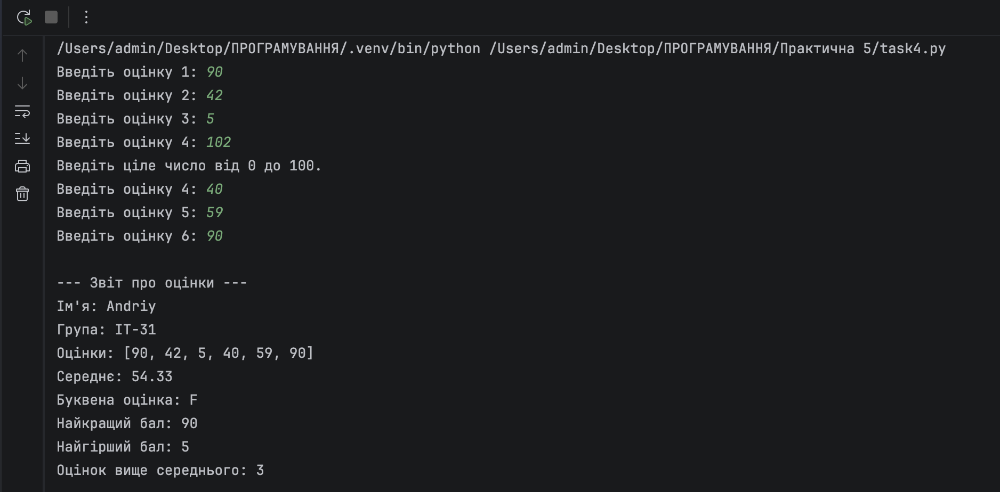 /Users/admin/Desktop/ПРОГРАМУВАННЯ/.venv/bin/python /Users/admin/Desktop/ПРОГРАМУВАННЯ/Практична 5/task4.py
Введіть оцінку 1: 90
Введіть оцінку 2: 42
Введіть оцінку 3: 5
Введіть оцінку 4: 102
Введіть ціле число від 0 до 100.
Введіть оцінку 4: 40
Введіть оцінку 5: 59
Введіть оцінку 6: 90
--- Звіт про оцінки ---
Ім'я: Andriy
Група: ІТ-31
Оцінки: [90, 42, 5, 40, 59, 90]
Середнє: 54.33
Буквена оцінка: F
Найкращий бал: 90
Найгірший бал: 5
Оцінок вище середнього: 3